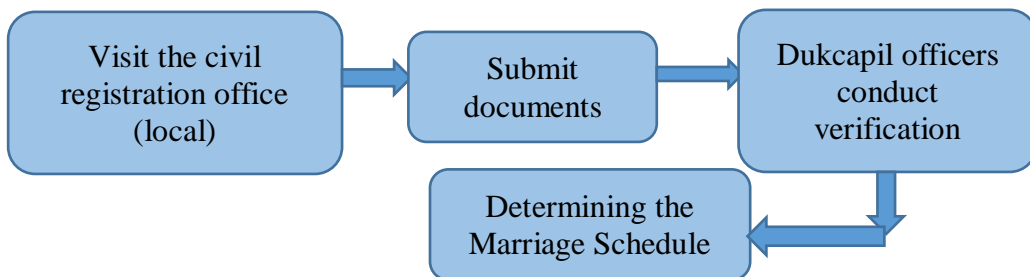 Visit the civil
registration office
(local)
Submit
documents
Dukcapil officers
conduct
verification
Determining the
Marriage Schedule